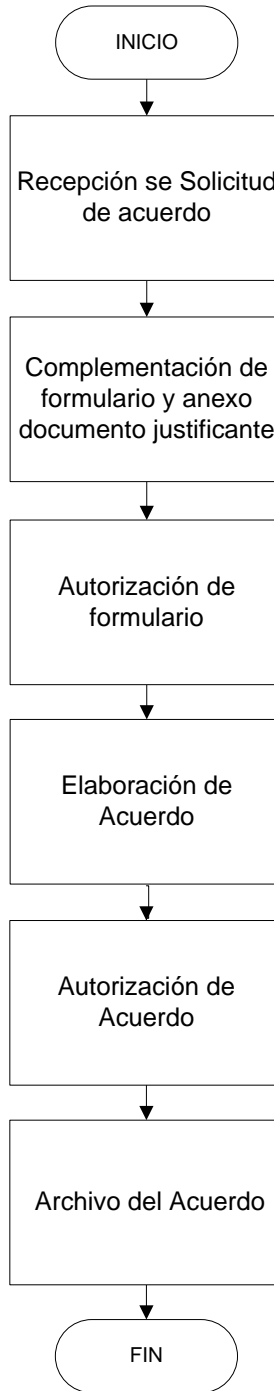 INICIO
Recepción se Solicitud
de acuerdo
Complementación de
formulario y anexo
documento justificante
Autorización de
formulario
Elaboración de
Acuerdo
Autorización de
Acuerdo
Archivo del Acuerdo
FIN